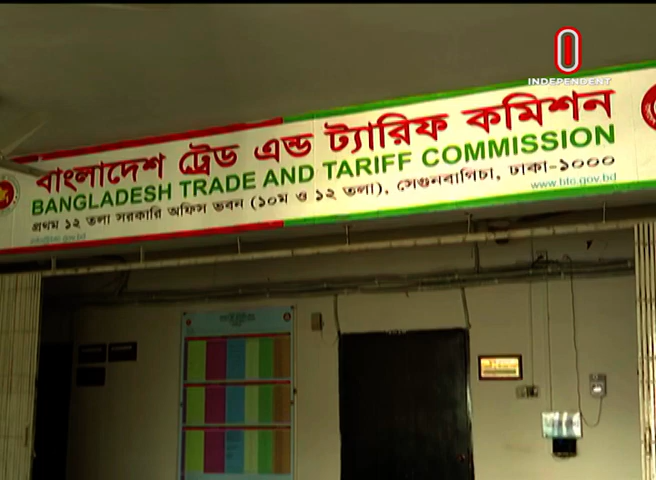 INDEPENDENT
বাংলাদেশ ট্রেড এন্ড ট্যারিফ কমিশন
BANGLADESH TRADE AND TARIFF COMMISSION
প্রথম ১২ তলা সরকারি অফিস ভবন (১০ম ও ১২ তলা), সেগুনবাগিচা, ঢাকা-১০০০
www.btc.gov.bd